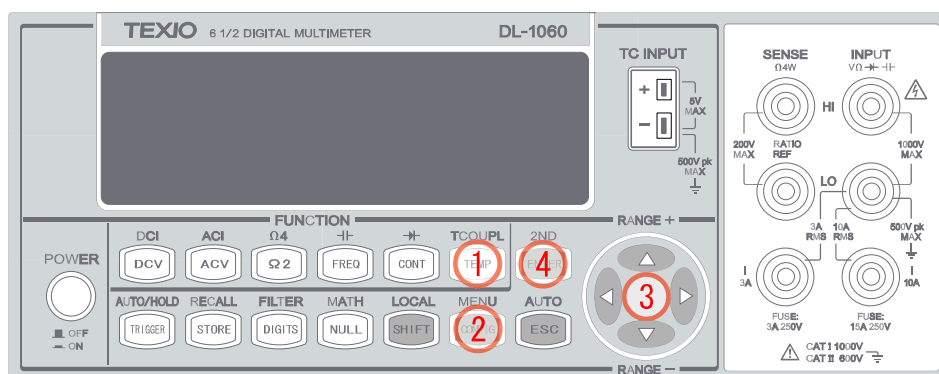 TEXIO 6 1/2 DIGITAL MULTIMETER DL-1060
TC INPUT
+
5V
MAX
−
500V pk
MAX
SENSE
Ω4W
INPUT
VΩ
HI
200V
MAX
RATIO
REF
1000V
MAX
LO
3A
RMS
10A
RMS
500V pk
MAX
I
3A
I
10A
FUSE:
3A 250V
FUSE:
15A 250V
CAT I 1000V
CAT II 600V
FUNCTION
RANGE +
DCI ACI Ω4 TCOUPL 2ND
POWER
DCV ACV Ω2 FREQ CONT TEMP 1 ENTER 4
3
AUTO/HOLD RECALL FILTER MATH LOCAL MENU AUTO
TRIGGER STORE DIGITS NULL SHIFT CONFIG 2 ESC
OFF
ON
RANGE −